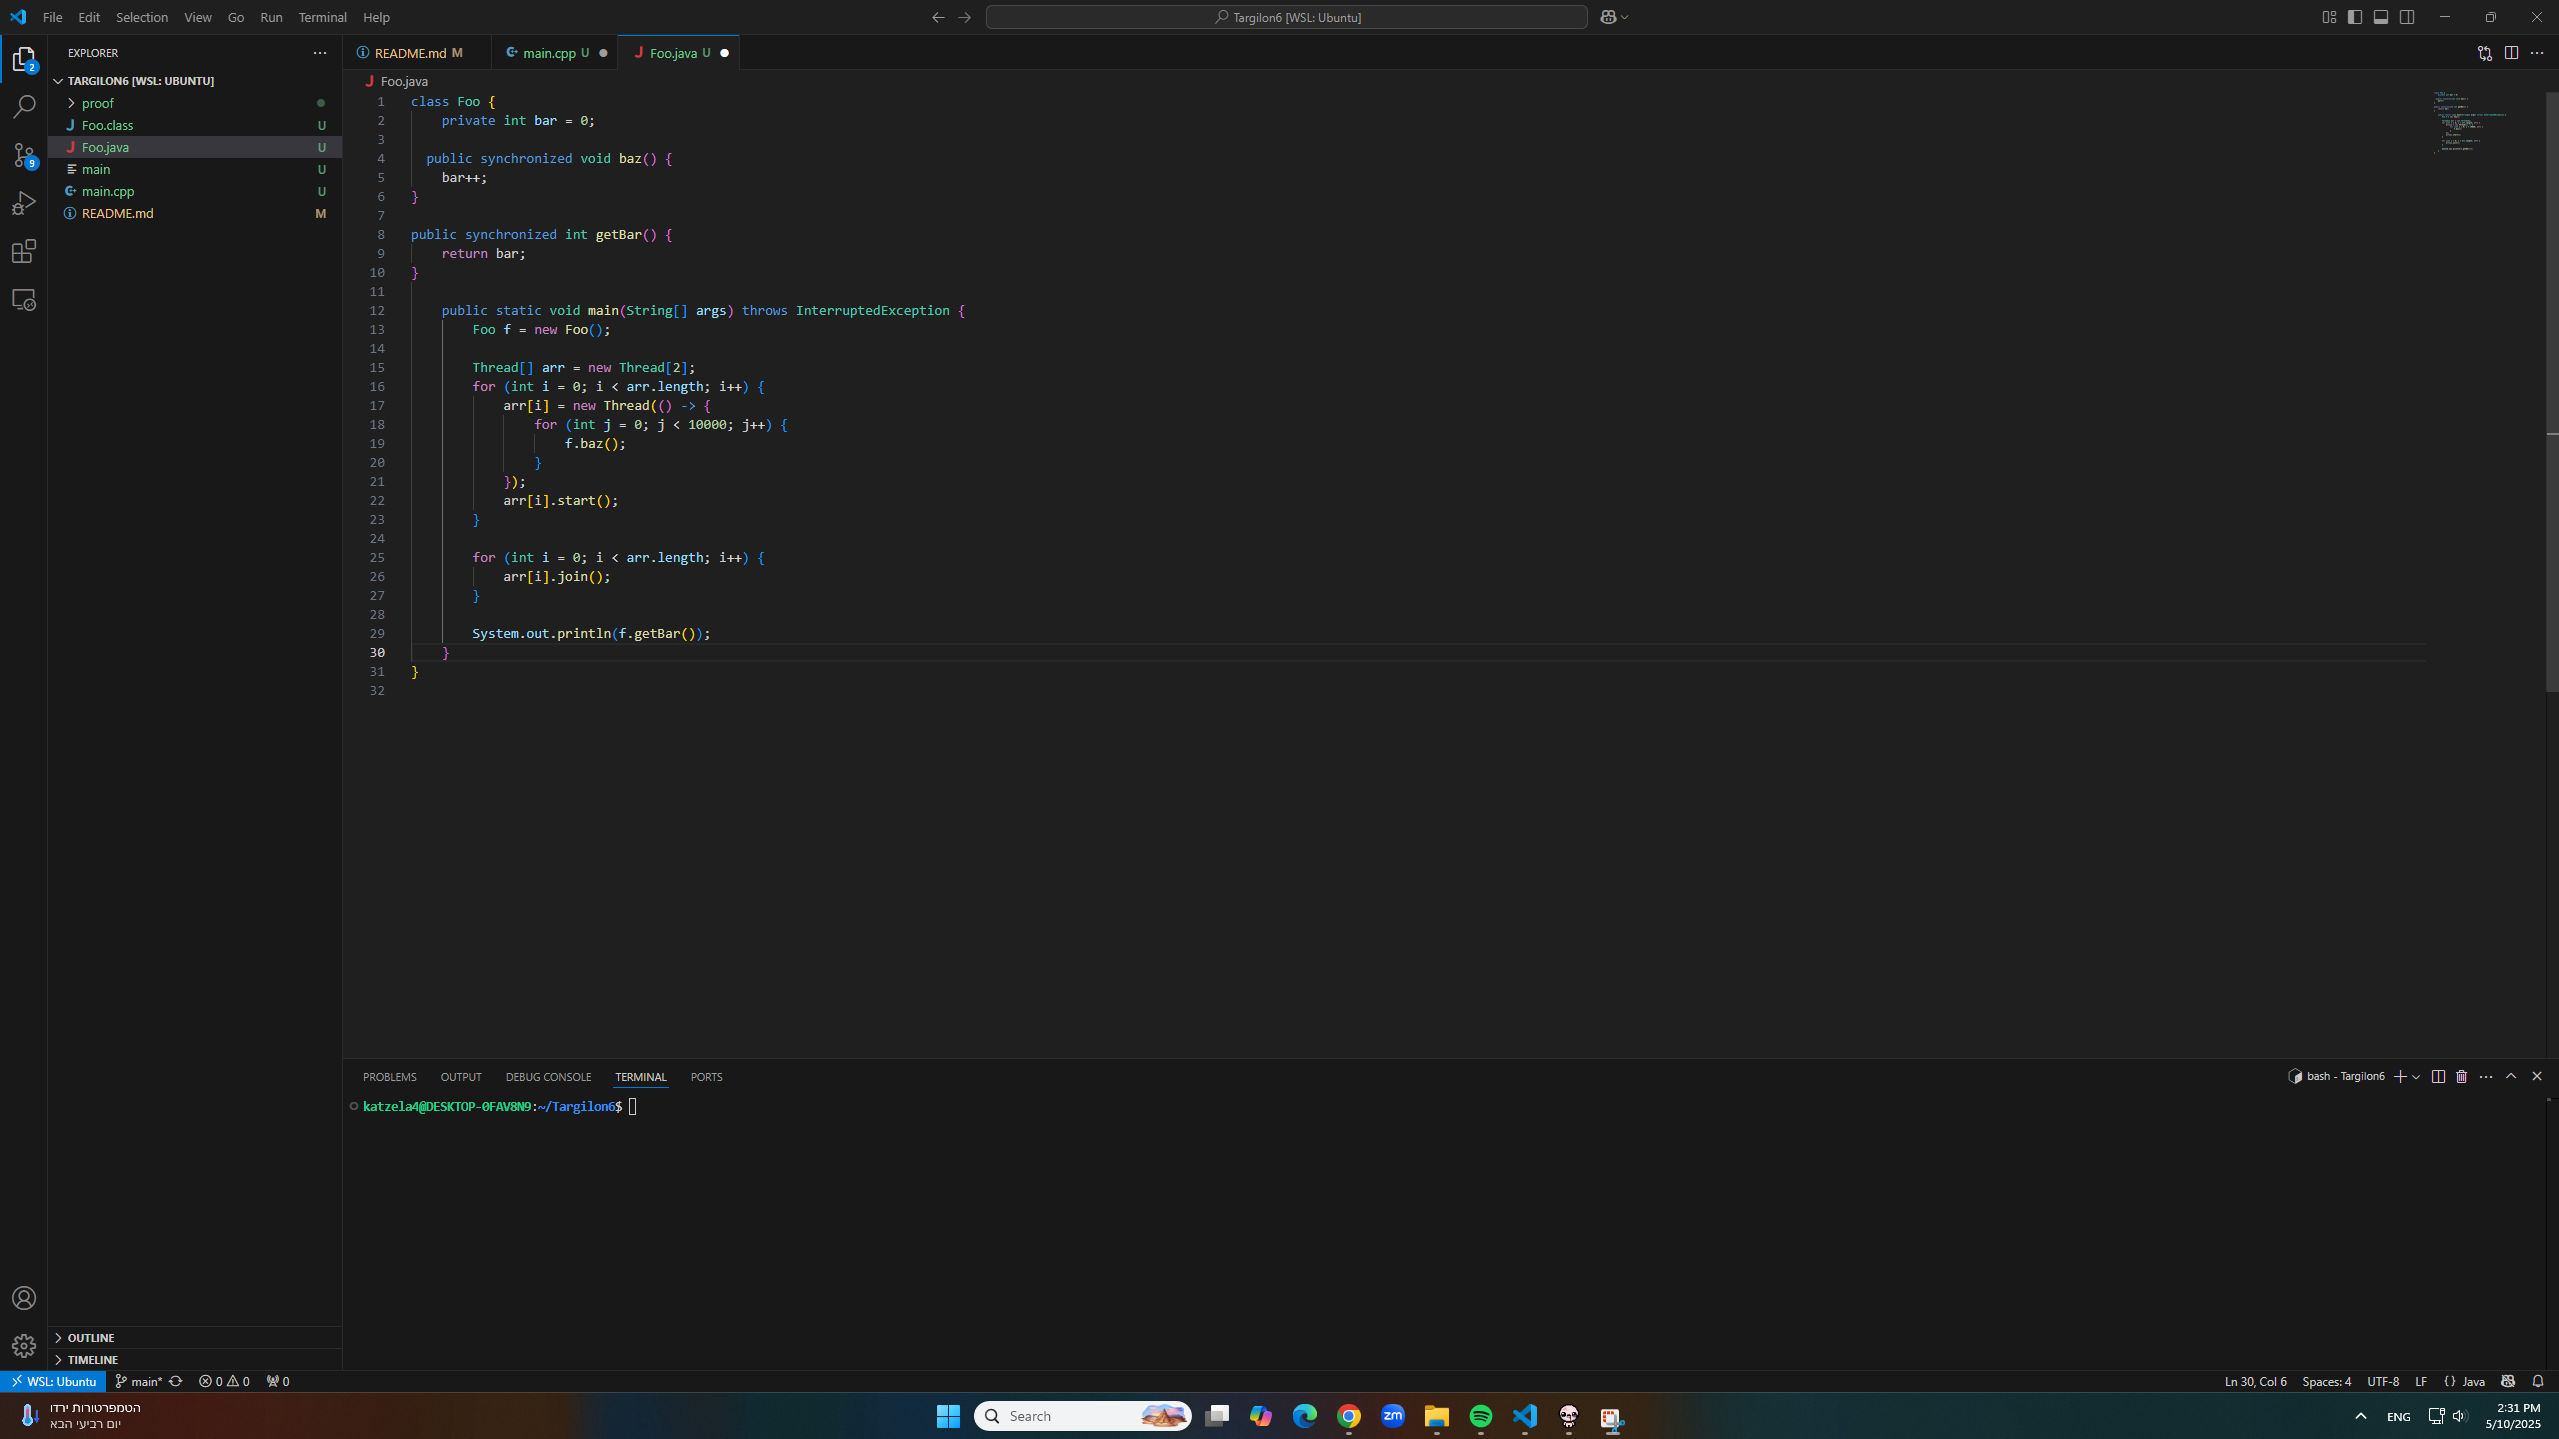 File Edit Selection View Go Run Terminal Help
Targilon6 [WSL: Ubuntu]
EXPLORER
TARGILON6 [WSL: UBUNTU]
proof
Foo.class U
Foo.java U
main U
main.cpp U
README.md M
2
9
README.md M
main.cpp U
Foo.java U
Foo.java
1 class Foo {
2 private int bar = 0;
3
4 public synchronized void baz() {
5 bar++;
6 }
7
8 public synchronized int getBar() {
9 return bar;
10 }
11
12 public static void main(String[] args) throws InterruptedException {
13 Foo f = new Foo();
14
15 Thread[] arr = new Thread[2];
16 for (int i = 0; i < arr.length; i++) {
17 arr[i] = new Thread(() -> {
18 for (int j = 0; j < 10000; j++) {
19 f.baz();
20 }
21 });
22 arr[i].start();
23 }
24
25 for (int i = 0; i < arr.length; i++) {
26 arr[i].join();
27 }
28
29 System.out.println(f.getBar());
30 }
31 }
32
PROBLEMS OUTPUT DEBUG CONSOLE TERMINAL PORTS
bash - Targilon6
katzela4@DESKTOP-0FAV8N9:~/Targilon6$
OUTLINE
TIMELINE
WSL: Ubuntu main* 0 0 0
Ln 30, Col 6 Spaces: 4 UTF-8 LF {} Java
הטמפרטורות ירדו
יום רביעי הבא
Search
zm
ENG
2:31 PM
5/10/2025